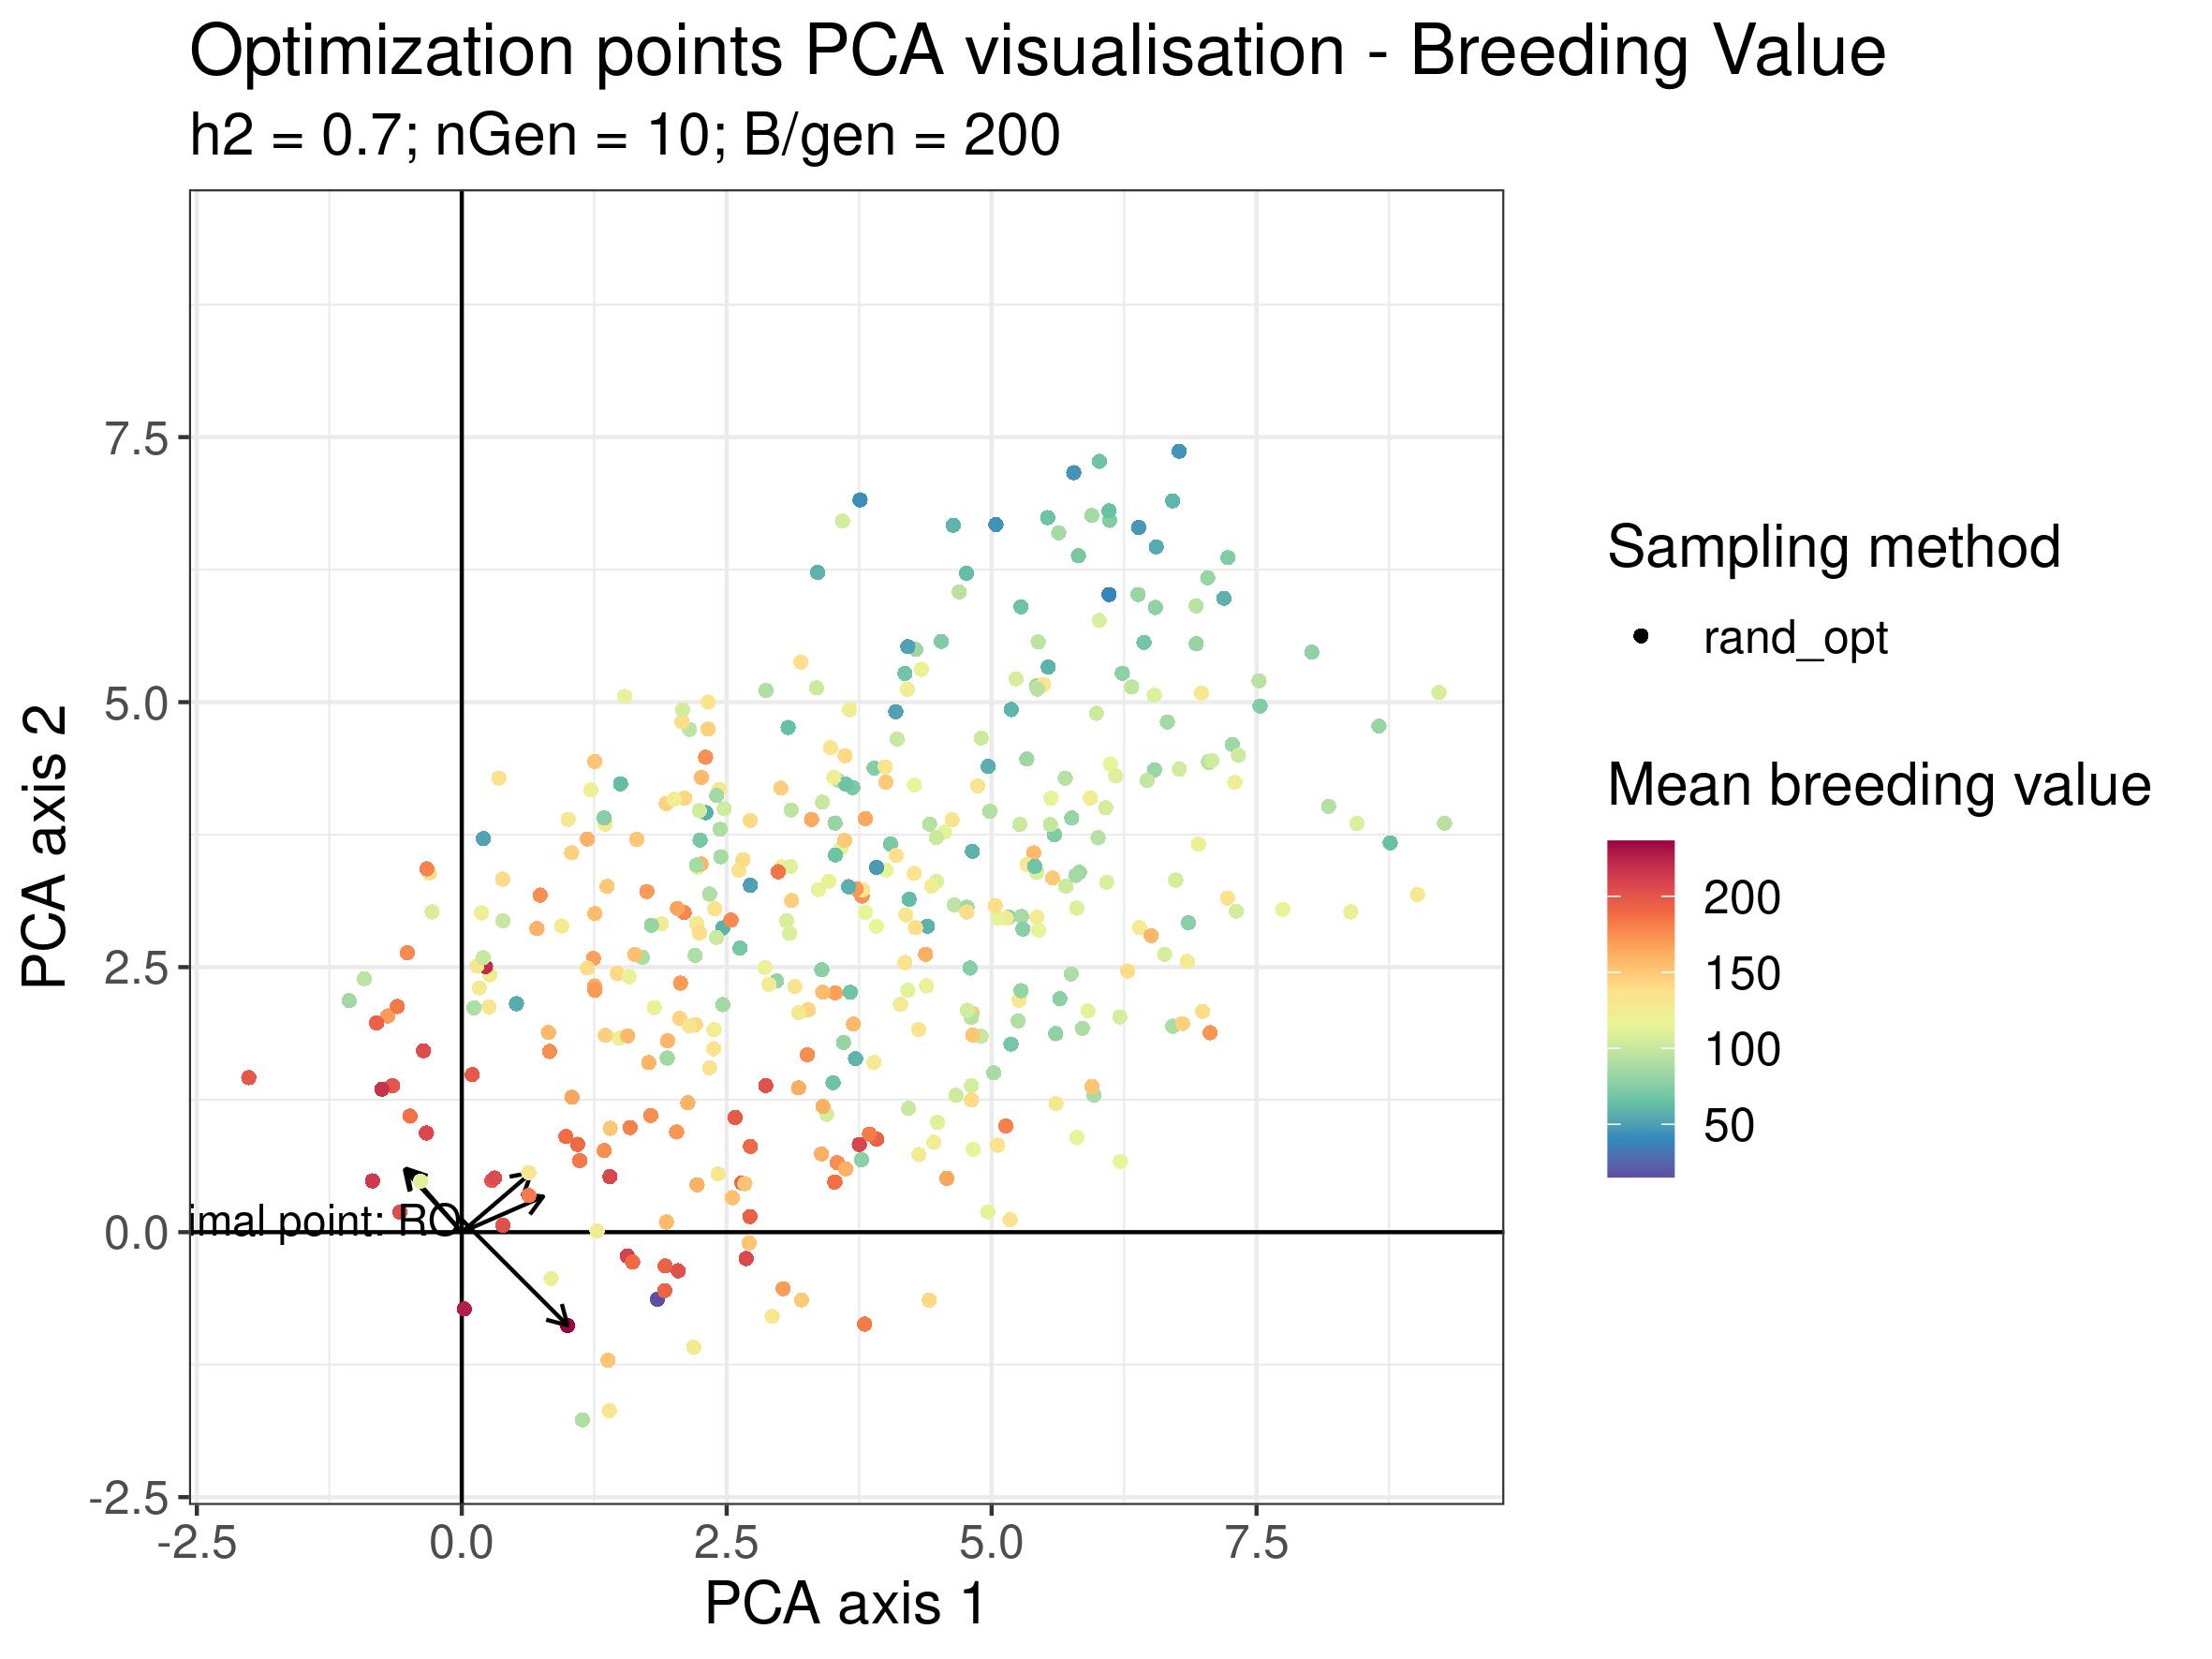 Optimization points PCA visualisation - Breeding Value
h2 = 0.7; nGen = 10; B/gen = 200
PCA axis 2
7.5
5.0
2.5
0.0
-2.5
imal point: RO
-2.5 0.0 2.5 5.0 7.5
PCA axis 1
Sampling method
rand_opt
Mean breeding value
200
150
100
50